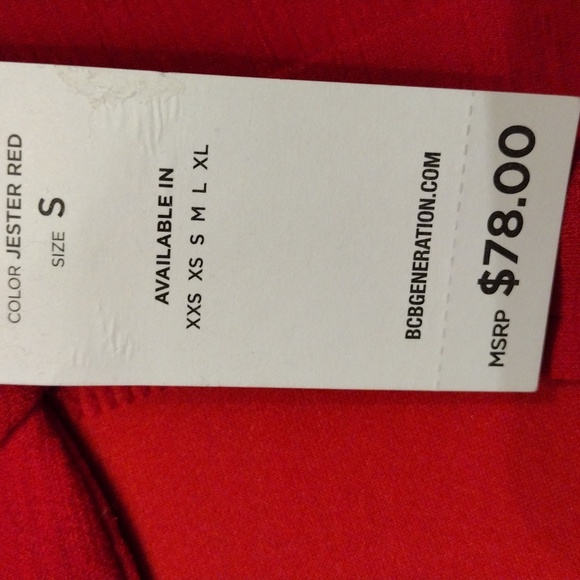 COLOR JESTER RED
SIZE S
AVAILABLE IN
XXS XS S M L XL
BCBGENERATION.COM
MSRP $78.00